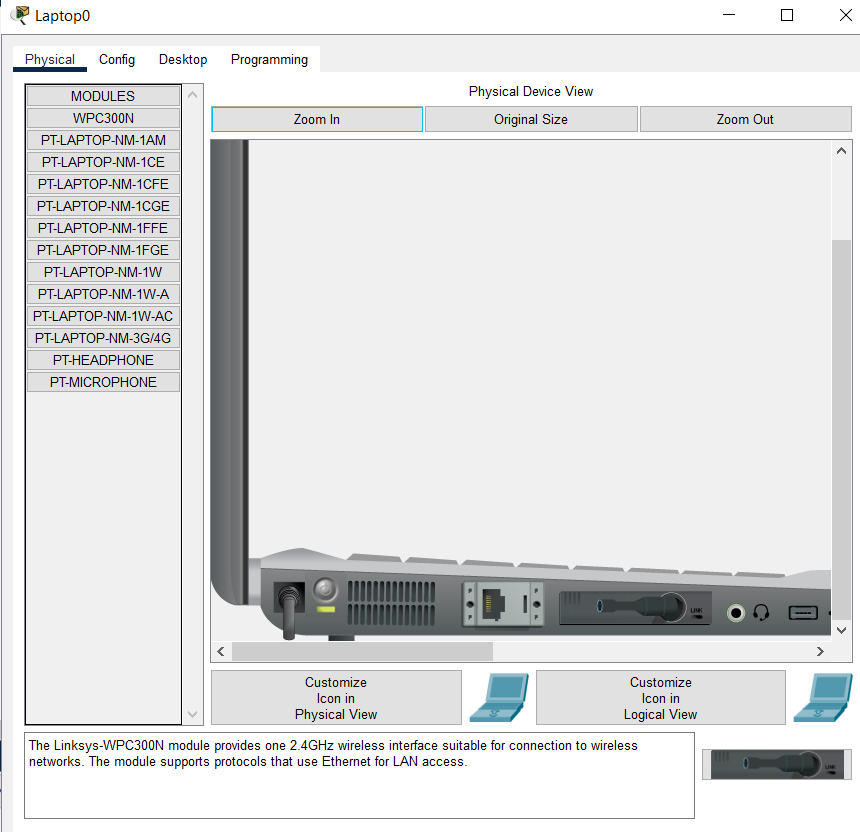 Laptop0
Physical
Config
Desktop
Programming
MODULES
WPC300N
PT-LAPTOP-NM-1AM
PT-LAPTOP-NM-1CE
PT-LAPTOP-NM-1CFE
PT-LAPTOP-NM-1CGE
PT-LAPTOP-NM-1FFE
PT-LAPTOP-NM-1FGE
PT-LAPTOP-NM-1W
PT-LAPTOP-NM-1W-A
PT-LAPTOP-NM-1W-AC
PT-LAPTOP-NM-3G/4G
PT-HEADPHONE
PT-MICROPHONE
Physical Device View
Zoom In
Original Size
Zoom Out
LINK
Customize
Icon in
Physical View
Customize
Icon in
Logical View
The Linksys-WPC300N module provides one 2.4GHz wireless interface suitable for connection to wireless
networks. The module supports protocols that use Ethernet for LAN access.
LINK